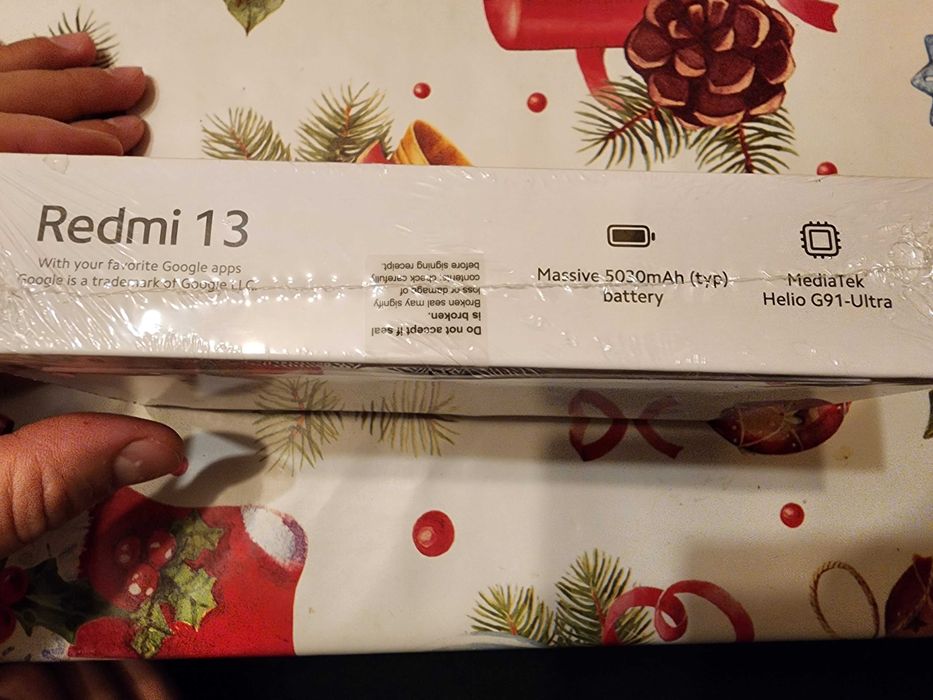 Redmi 13
With your favorite Google apps
Google is a trademark of Google LLC.
Do not accept if seal
is broken.
Broken seal may signify
loss or damage of
contents: check carefully
before signing receipt.
Massive 5030mAh (typ)
battery
MediaTek
Helio G91-Ultra